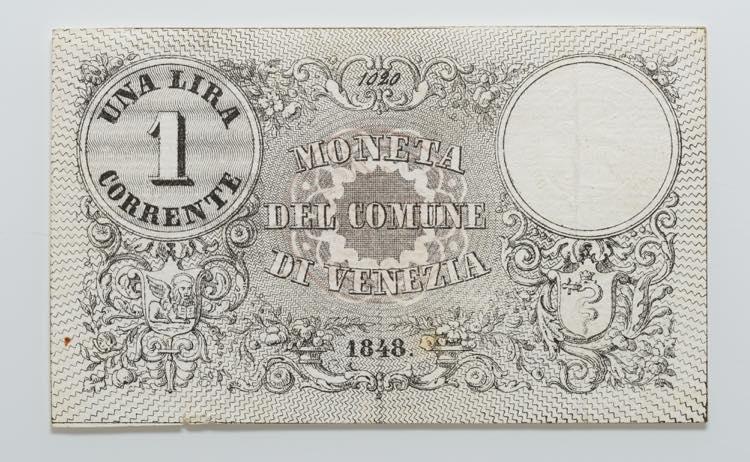 UNA LIRA
1
CORRENTE
1020
MONETA
DEL COMUNE
DI VENEZIA
1848.